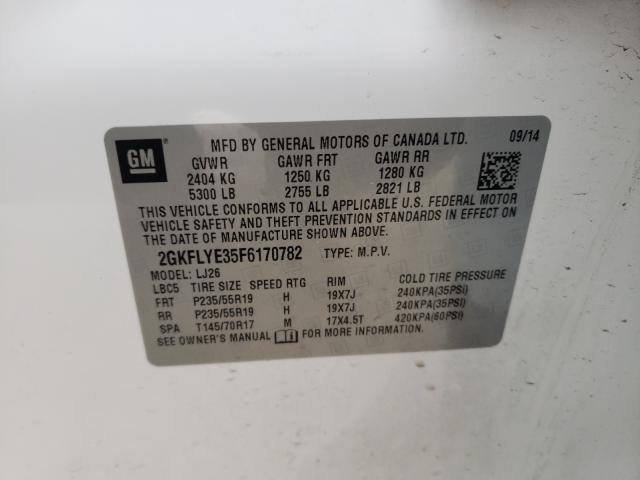 GM
MFD BY GENERAL MOTORS OF CANADA LTD. 09/14
GVWR GAWR FRT GAWR RR
2404 KG 1250 KG 1280 KG
5300 LB 2755 LB 2821 LB
THIS VEHICLE CONFORMS TO ALL APPLICABLE U.S. FEDERAL MOTOR
VEHICLE SAFETY AND THEFT PREVENTION STANDARDS IN EFFECT ON
THE DATE OF MANUFACTURE SHOWN ABOVE.
2GKFLYE35F6170782 TYPE: M.P.V.
MODEL: LJ26
LBC5 TIRE SIZE SPEED RTG RIM COLD TIRE PRESSURE
FRT P235/55R19 H 19X7J 240KPA(35PSI)
RR P235/55R19 H 19X7J 240KPA(35PSI)
SPA T145/70R17 M 17X4.5T 420KPA(60PSI)
SEE OWNER'S MANUAL FOR MORE INFORMATION.